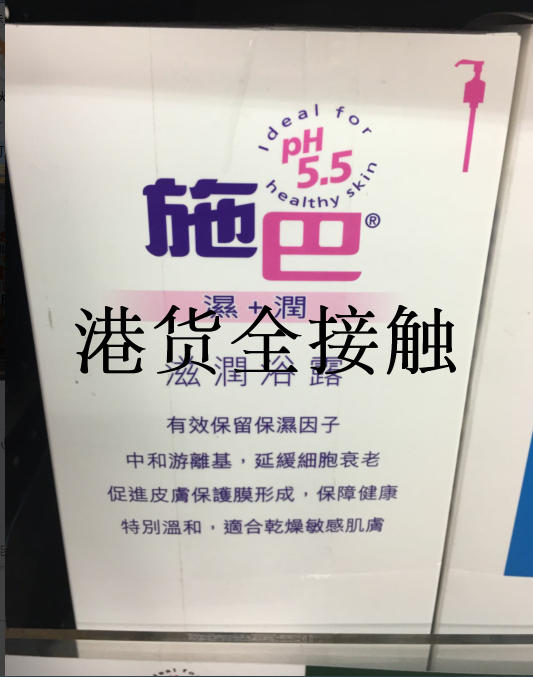 Ideal for
pH
5.5
healthy skin
施巴®
濕+潤
港货全接触
滋潤浴露
有效保留保濕因子
中和游離基，延緩細胞衰老
促進皮膚保護膜形成，保障健康
特別溫和，適合乾燥敏感肌膚